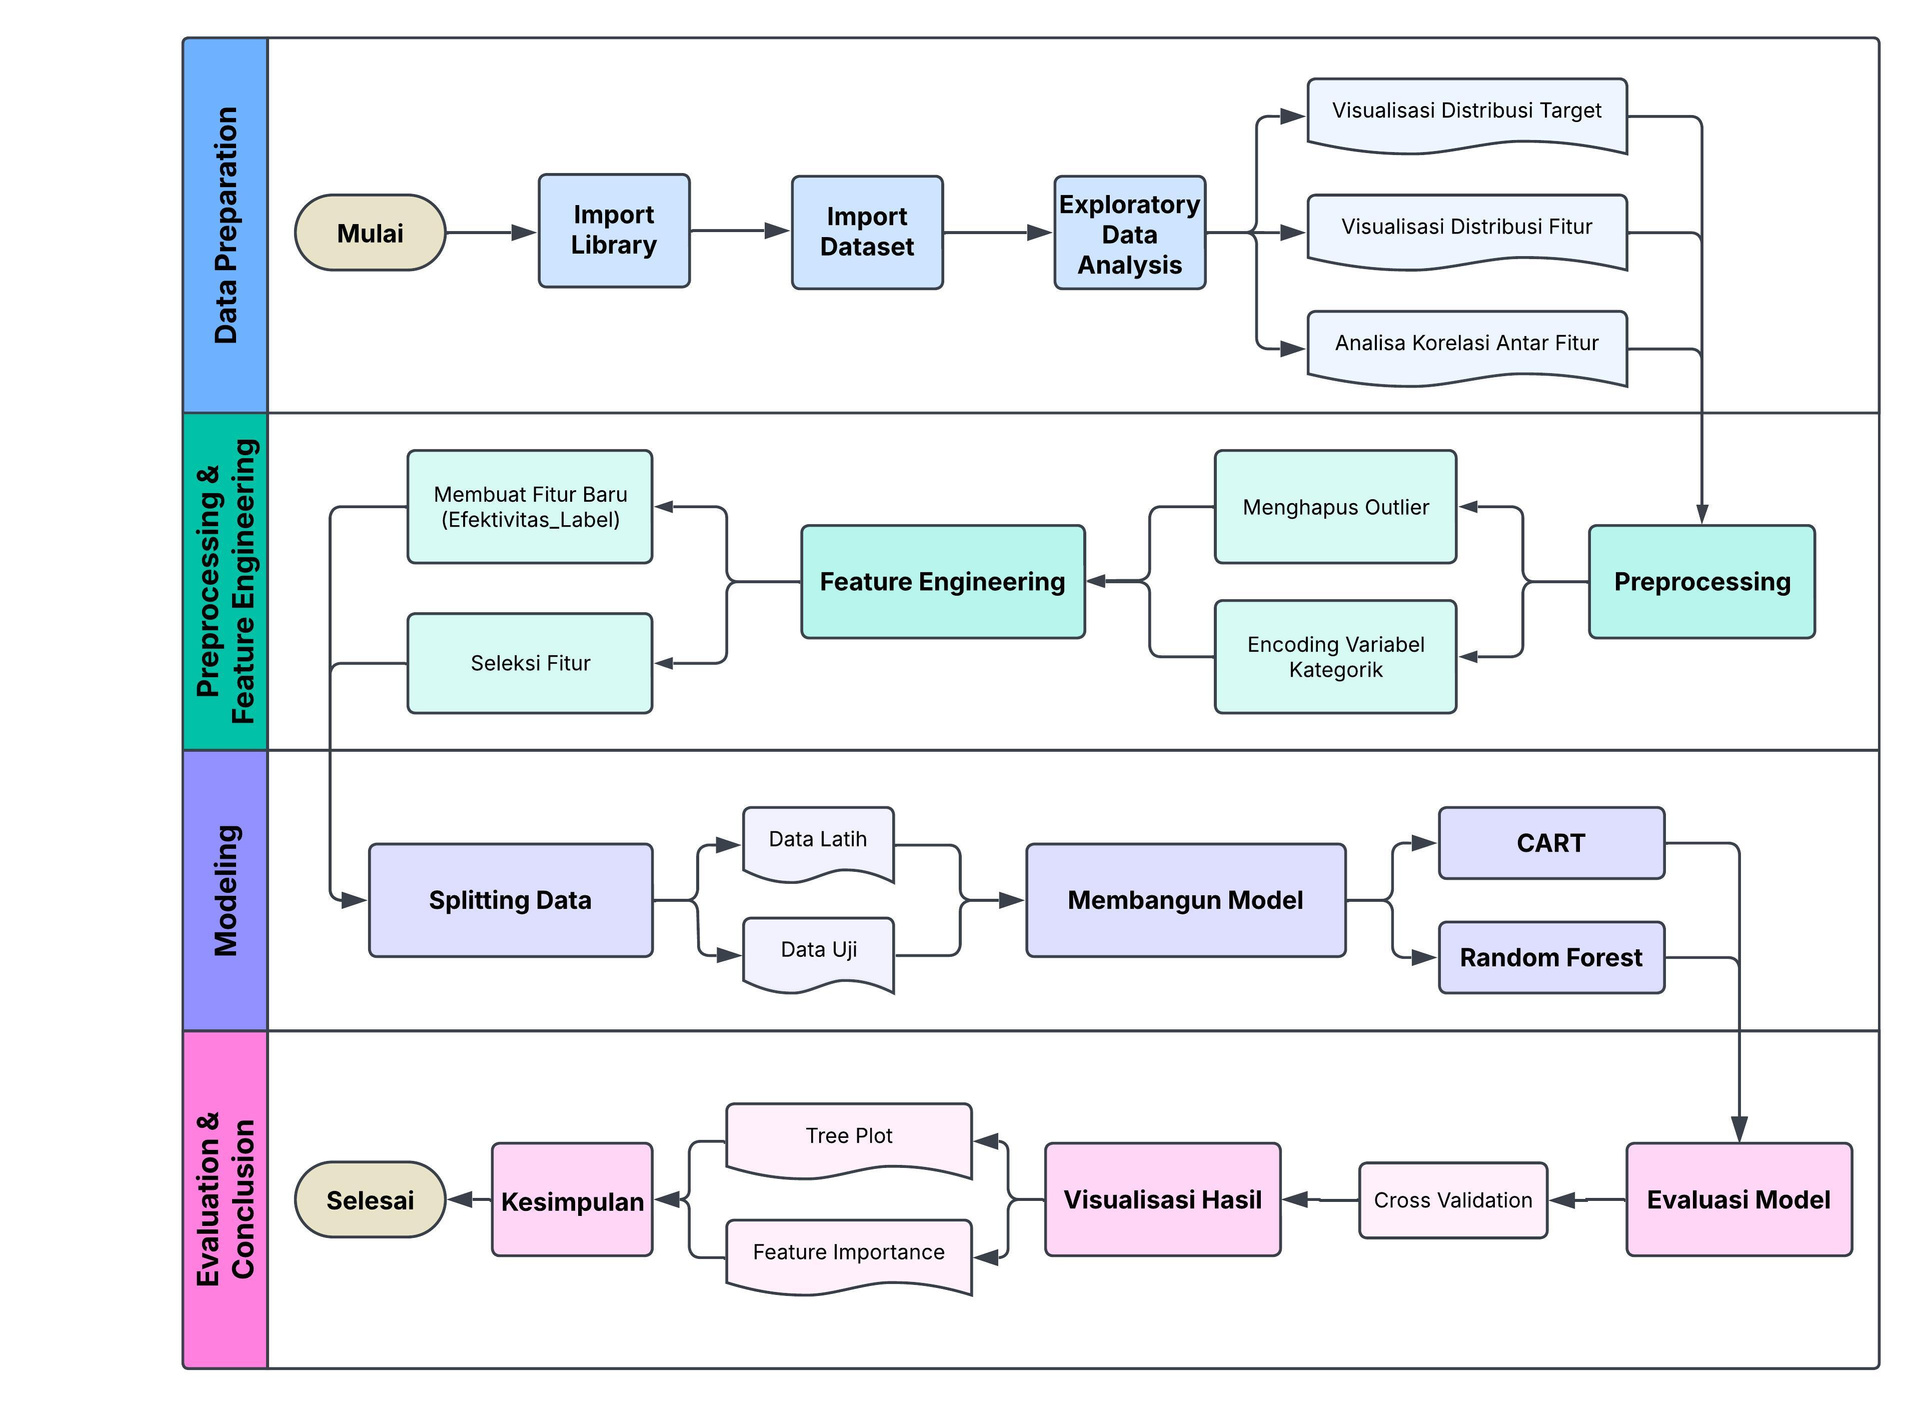 Data Preparation
Mulai
Import
Library
Import
Dataset
Exploratory
Data
Analysis
Visualisasi Distribusi Target
Visualisasi Distribusi Fitur
Analisa Korelasi Antar Fitur
Preprocessing &
Feature Engineering
Preprocessing
Menghapus Outlier
Encoding Variabel
Kategorik
Feature Engineering
Membuat Fitur Baru
(Efektivitas_Label)
Seleksi Fitur
Modeling
Splitting Data
Data Latih
Data Uji
Membangun Model
CART
Random Forest
Evaluation &
Conclusion
Evaluasi Model
Cross Validation
Visualisasi Hasil
Tree Plot
Feature Importance
Kesimpulan
Selesai